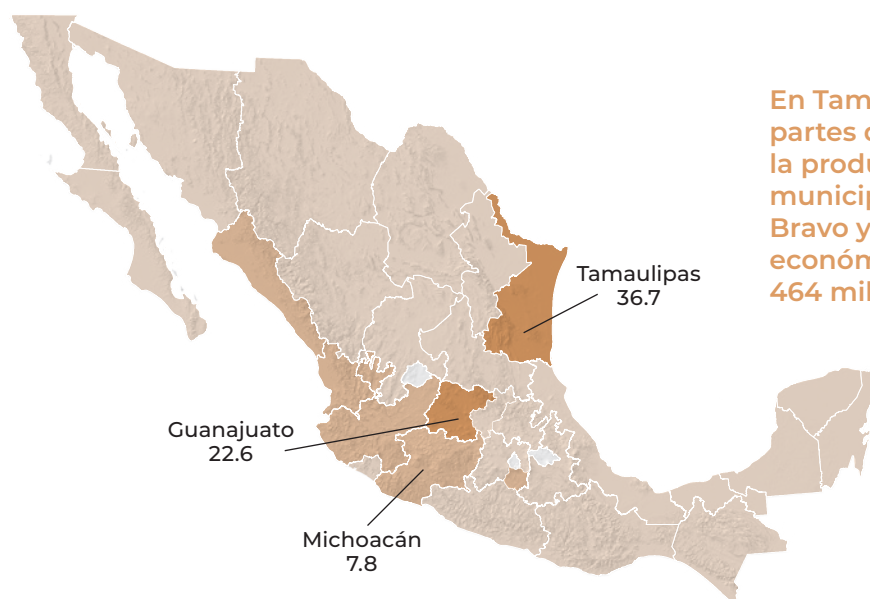 En Tam
partes
la produ
municip
Bravo y
económ
464 mil
Tamaulipas
36.7
Guanajuato
22.6
Michoacán
7.8